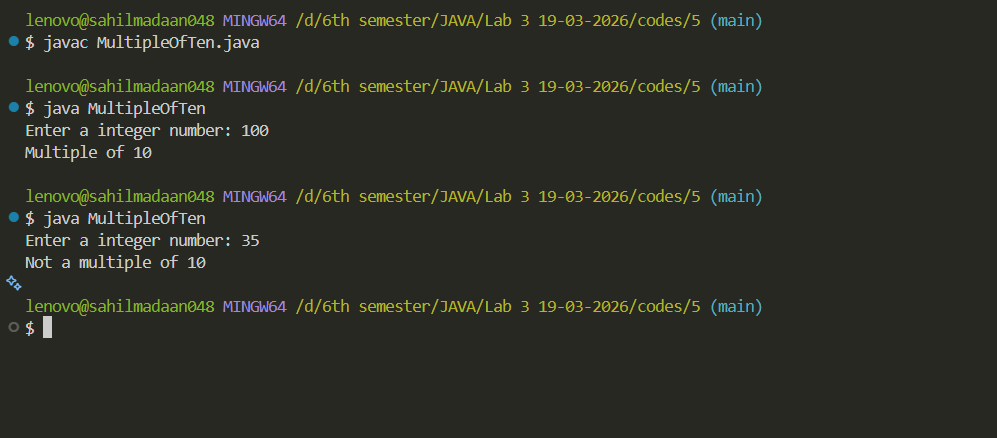 lenovo@sahilmadaan048 MINGW64 /d/6th semester/JAVA/Lab 3 19-03-2026/codes/5 (main)
$ javac MultipleOfTen.java
lenovo@sahilmadaan048 MINGW64 /d/6th semester/JAVA/Lab 3 19-03-2026/codes/5 (main)
$ java MultipleOfTen
Enter a integer number: 100
Multiple of 10
lenovo@sahilmadaan048 MINGW64 /d/6th semester/JAVA/Lab 3 19-03-2026/codes/5 (main)
$ java MultipleOfTen
Enter a integer number: 35
Not a multiple of 10
lenovo@sahilmadaan048 MINGW64 /d/6th semester/JAVA/Lab 3 19-03-2026/codes/5 (main)
$